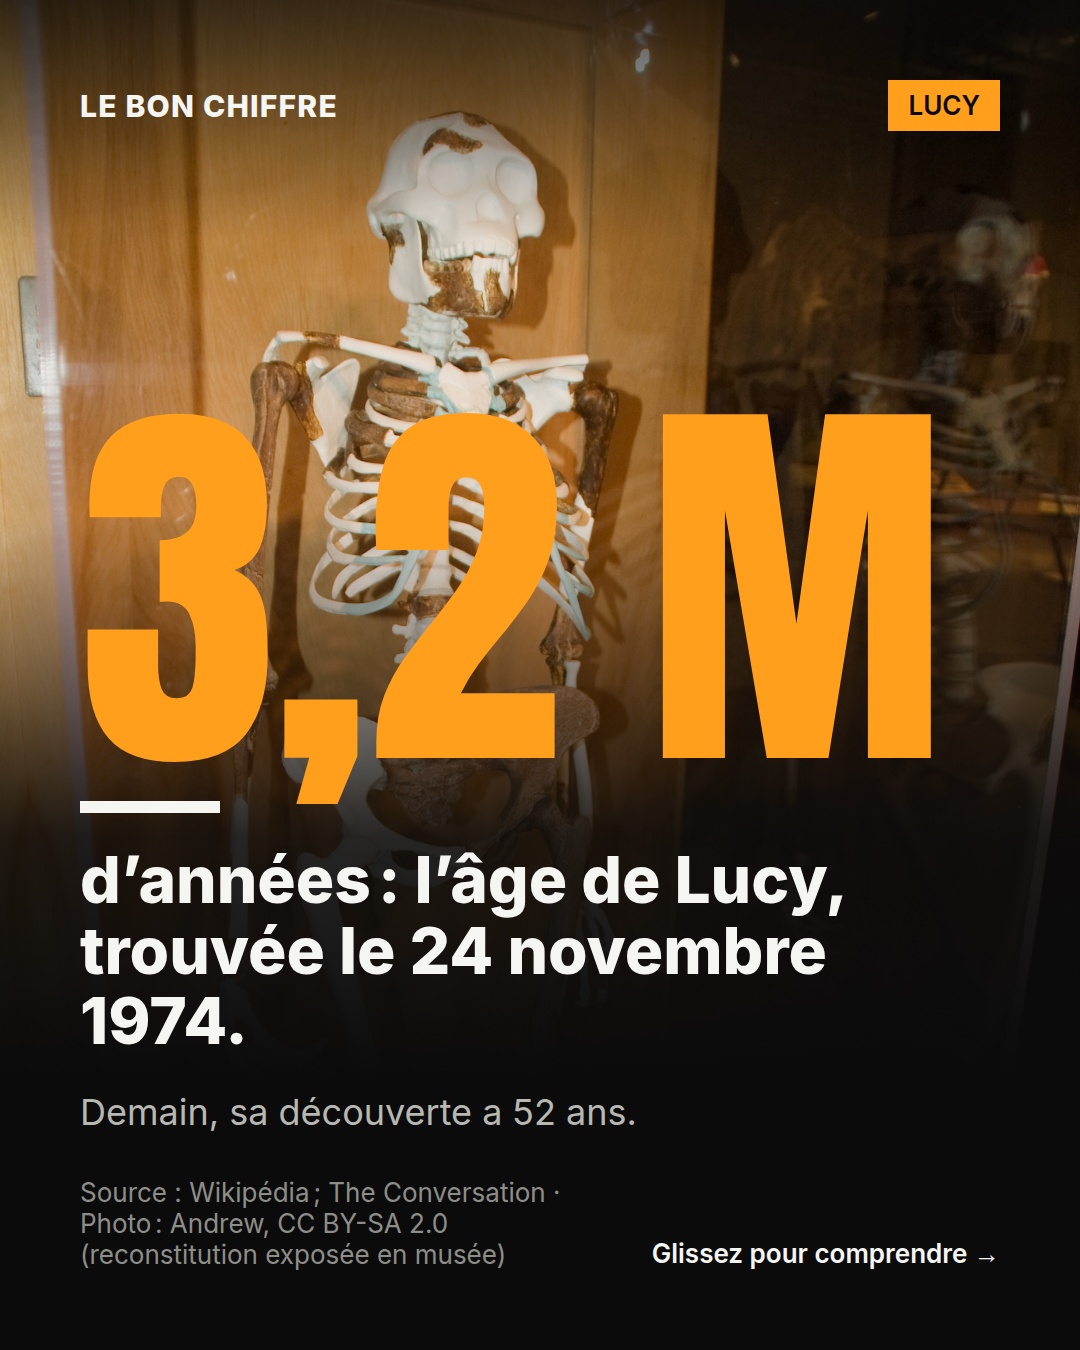 LE BON CHIFFRE
LUCY
3,2 M
d’années : l’âge de Lucy,
trouvée le 24 novembre
1974.
Demain, sa découverte a 52 ans.
Source : Wikipédia ; The Conversation ·
Photo : Andrew, CC BY-SA 2.0
(reconstitution exposée en musée)
Glissez pour comprendre →